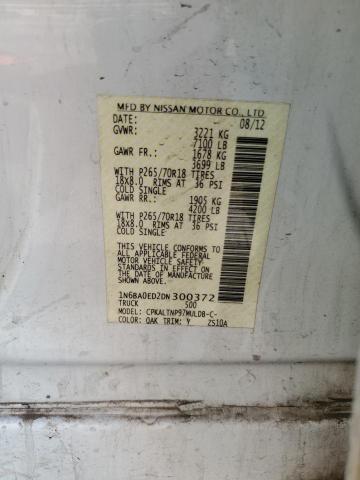 MFD BY NISSAN MOTOR CO., LTD
DATE: 08/12
GVWR: 3221 KG
7100 LB
GAWR FR.: 1678 KG
3699 LB
WITH P265/70R18 TIRES
18X8.0 RIMS AT 36 PSI
COLD SINGLE
GAWR RR.: 1905 KG
4200 LB
WITH P265/70R18 TIRES
18X8.0 RIMS AT 36 PSI
COLD SINGLE
THIS VEHICLE CONFORMS TO
ALL APPLICABLE FEDERAL
MOTOR VEHICLE SAFETY
STANDARDS IN EFFECT ON
THE DATE OF MANUFACTURE
SHOWN ABOVE
1N6BA0ED2DN300372
TRUCK 500
MODEL: CPKALTNP97MULDB-C-
COLOR: QAK TRIM: Y ZS10A